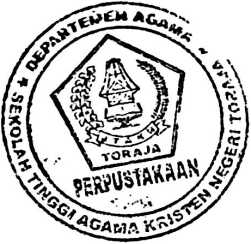 DEPARTEMEN AGAMA
SEKOLAH TINGGI AGAMA KRISTEN NEGERI TORAJA
TORAJA
PERPUSTAKAAN